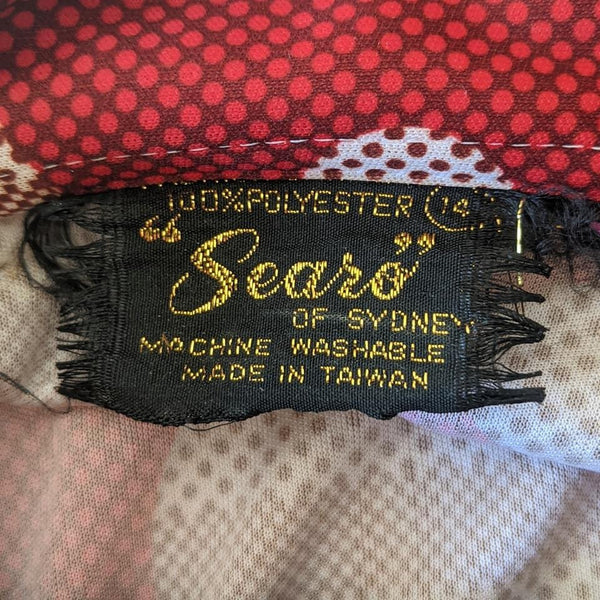 100% POLYESTER 14
"Searo"
OF SYDNEY
MACHINE WASHABLE
MADE IN TAIWAN